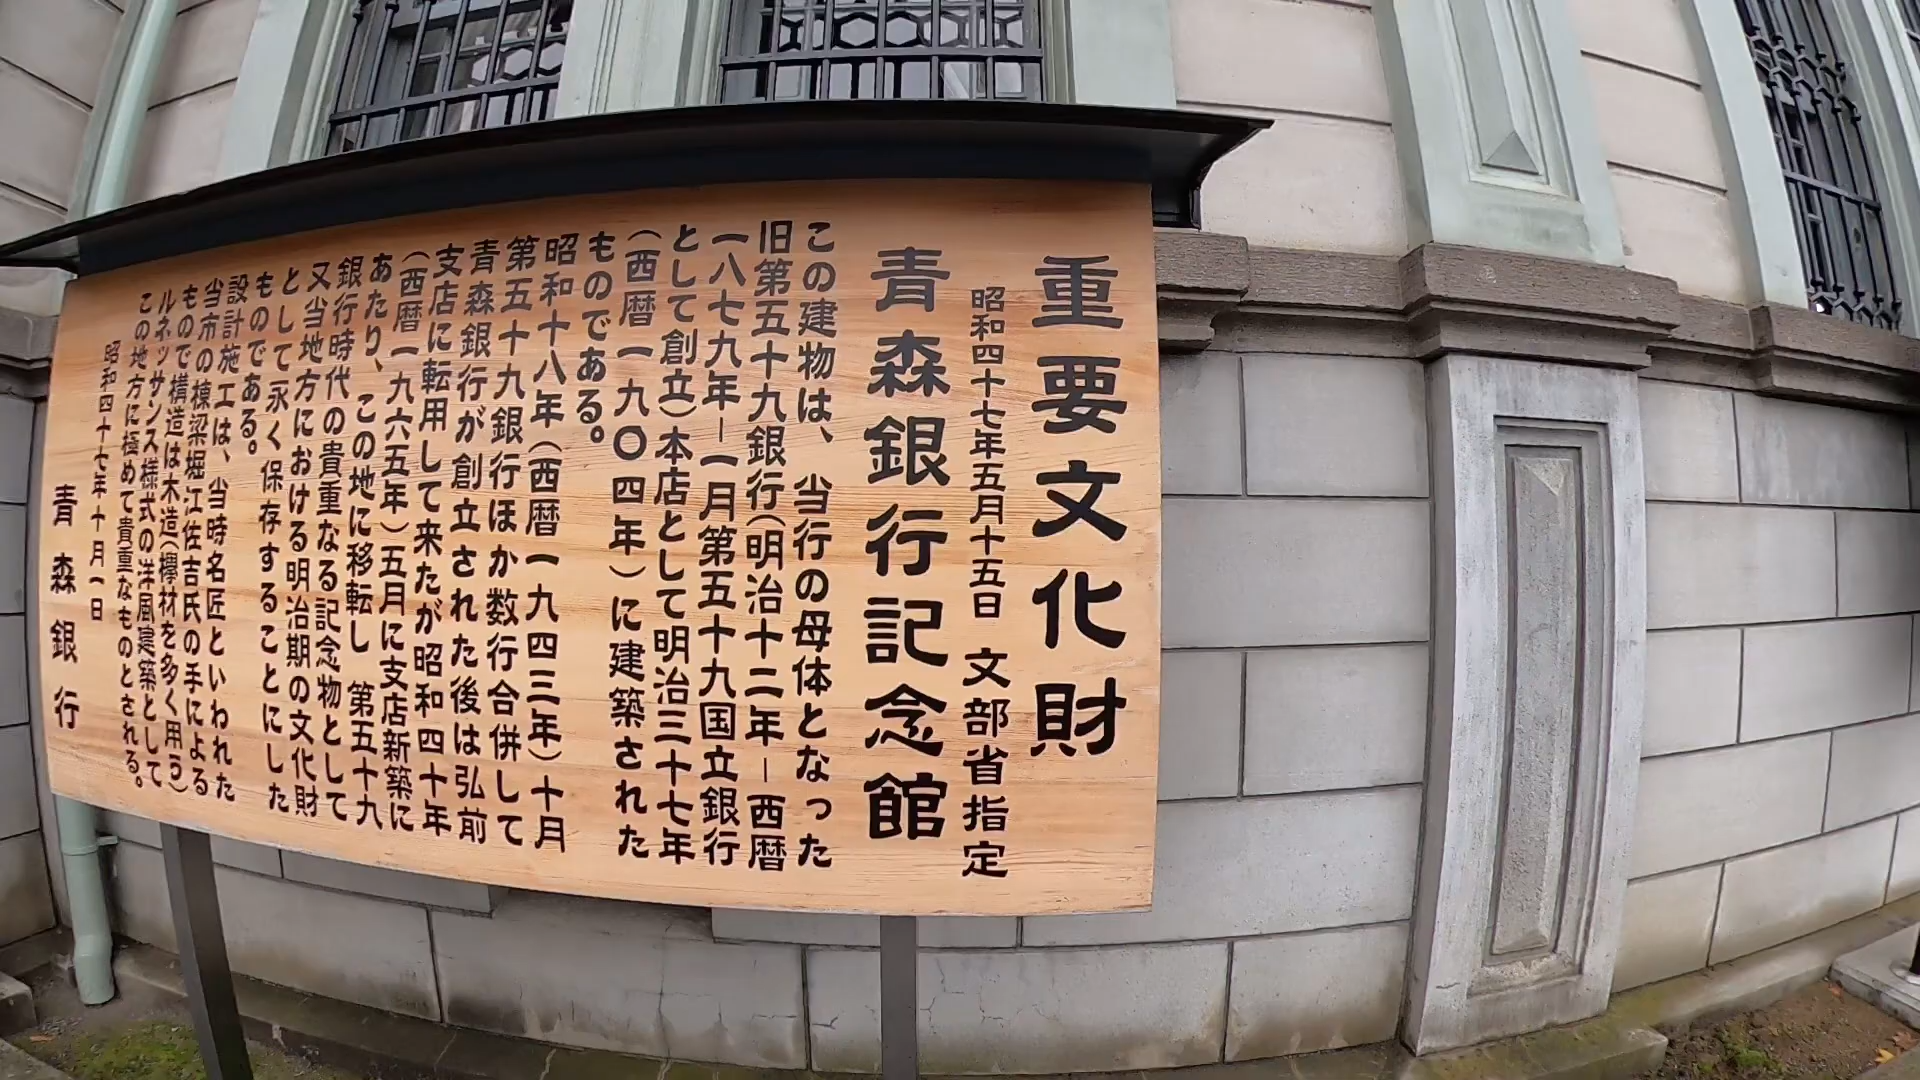 重要文化財
昭和四十七年五月十五日 文部省指定
青森銀行記念館
この建物は、当行の母体となった
旧第五十九銀行(明治十二年ー西暦
一八七九年ー一月第五十九国立銀行
として創立)本店として明治三十七年
(西暦一九〇四年)に建築された
ものである。
昭和十八年(西暦一九四三年)十月
第五十九銀行ほか数行合併して
青森銀行が創立された後は弘前
支店に転用して来たが昭和四十年
(西暦一九六五年)五月に支店新築に
あたり、この地に移転し 第五十九
銀行時代の貴重なる記念物として
又当地方における明治期の文化財
として永く保存することにした
ものである。
設計施工は、当時名匠といわれた
当市の棟梁堀江佐吉氏の手による
もので構造は木造(欅材を多く用う)
ルネッサンス様式の洋風建築として
この地方に極めて貴重なものとされる。
昭和四十七年十月一日
青森銀行